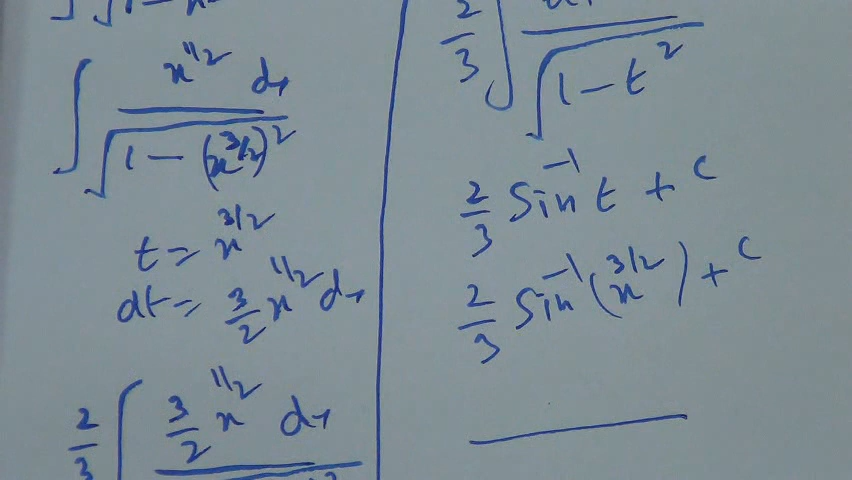 ∫ x^{1/2} dx / √(1 − (x^{3/2})^2)
t = x^{3/2}
dt = 3/2 x^{1/2} dx
2/3 ∫ 3/2 x^{1/2} dx
2/3 ∫ / √(1 − t^2)
2/3 Sin^{-1} t + c
2/3 Sin^{-1} (x^{3/2}) + c